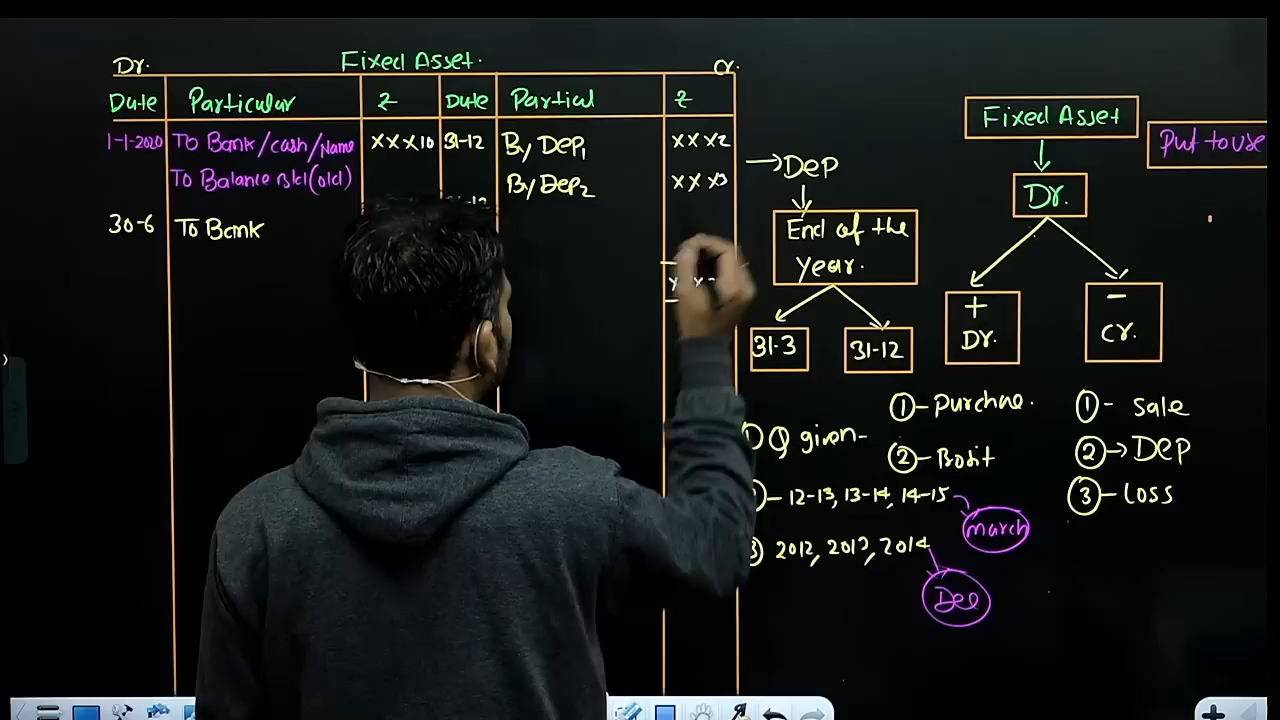 Fixed Asset.
Dr. Cr.
Date Particular ₹ Date Partial ₹
1-1-2020 To Bank/cash/Name xxx10 31-12 By Dep1 xxx2
To Balance b/d (old) By Dep2 xxx3
30-6 To Bank
→Dep
End of the
year.
31-3 31-12
Q given-
12-13, 13-14, 14-15
march
2012, 2013, 2014
Dec
Fixed Asset
Put to use
Dr.
+
Dr.
-
Cr.
①-Purchase.
②-Profit
①- Sale
②→Dep
③-Loss